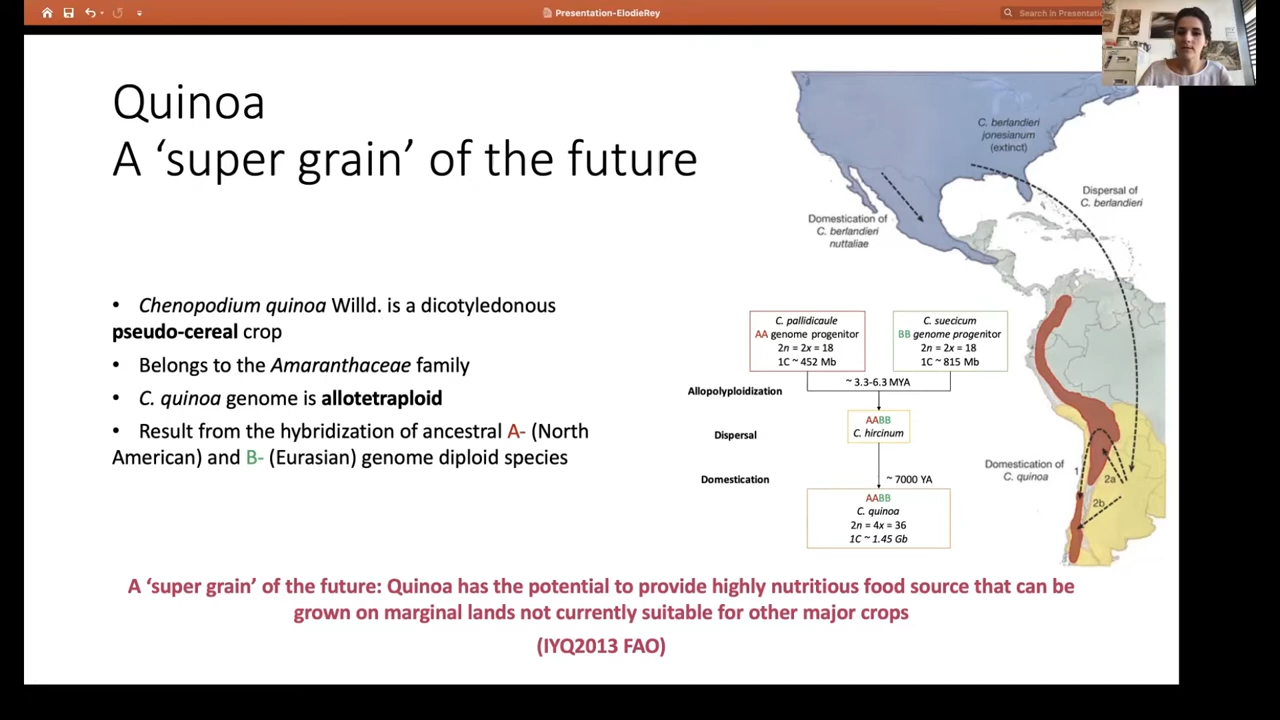 Presentation-ElodieRey
Search in Presentatio
Quinoa
A ‘super grain’ of the future
• Chenopodium quinoa Willd. is a dicotyledonous
pseudo-cereal crop
• Belongs to the Amaranthaceae family
• C. quinoa genome is allotetraploid
• Result from the hybridization of ancestral A- (North
American) and B- (Eurasian) genome diploid species
C. berlandieri
jonesianum
(extinct)
Dispersal of
C. berlandieri
Domestication of
C. berlandieri
nuttaliae
C. pallidicaule
AA genome progenitor
2n = 2x = 18
1C ~ 452 Mb
C. suecicum
BB genome progenitor
2n = 2x = 18
1C ~ 815 Mb
~ 3.3-6.3 MYA
Allopolyploidization
AABB
C. hircinum
Dispersal
Domestication
~ 7000 YA
AABB
C. quinoa
2n = 4x = 36
1C ~ 1.45 Gb
Domestication of
C. quinoa
1
2a
2b
A ‘super grain’ of the future: Quinoa has the potential to provide highly nutritious food source that can be
grown on marginal lands not currently suitable for other major crops
(IYQ2013 FAO)